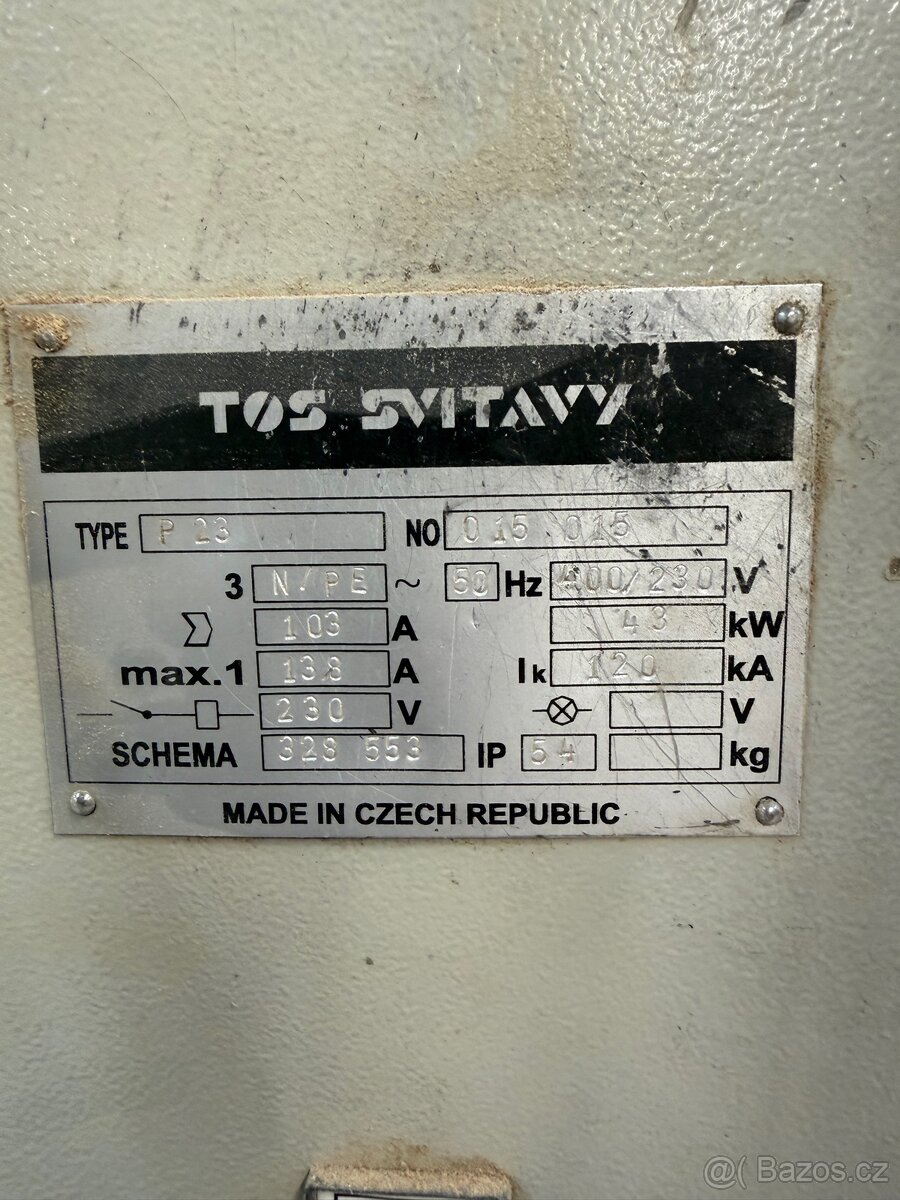 TOS SVITAVY
TYPE P 23 NO 015 015
3 N/PE ~ 50 Hz 400/230 V
Σ 103 A 43 kW
max.1 138 A Ik 120 kA
230 V V
SCHEMA 328 553 IP 54 kg
MADE IN CZECH REPUBLIC
@( Bazos.cz